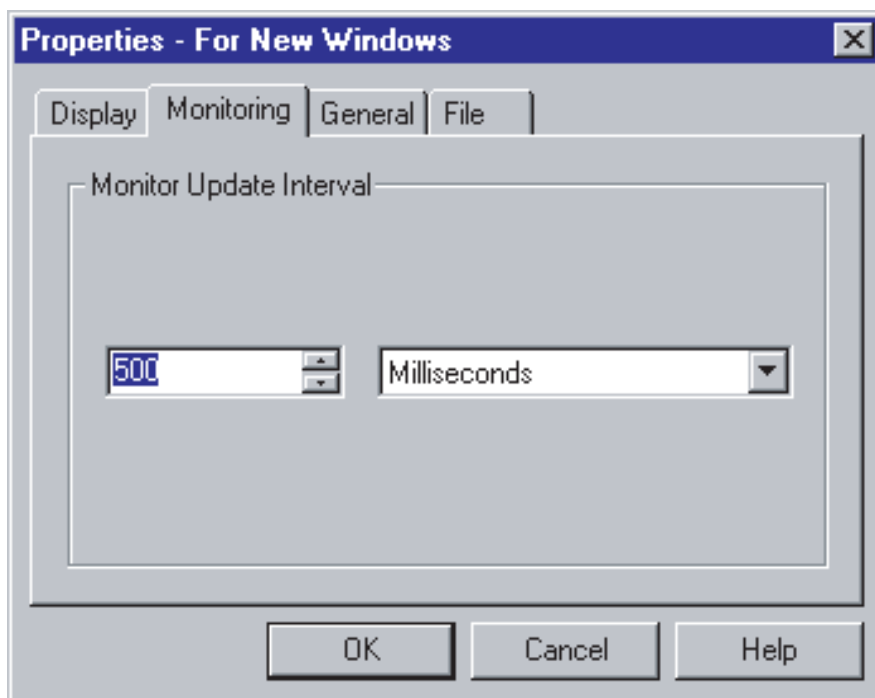 Properties - For New Windows
Display Monitoring General File
Monitor Update Interval
500 Milliseconds
OK Cancel Help